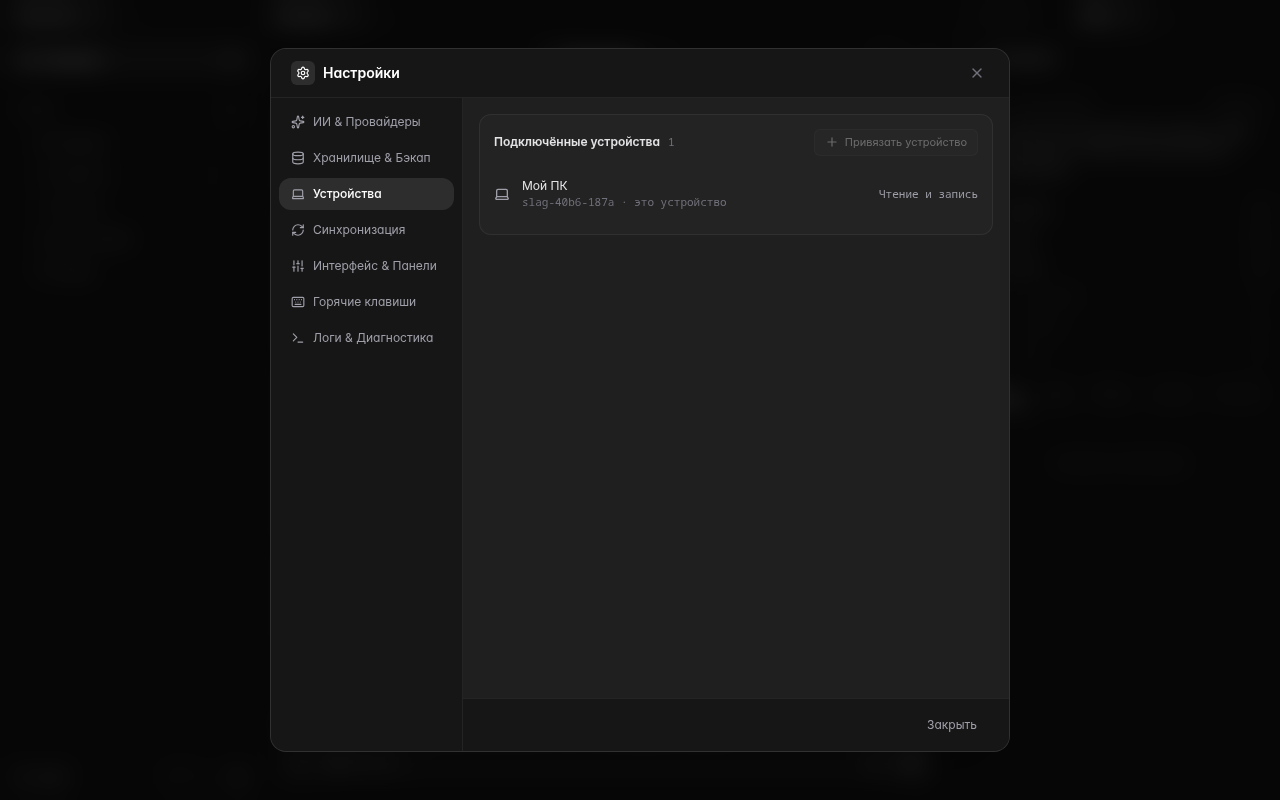 Настройки
ИИ & Провайдеры
Хранилище & Бэкап
Устройства
Синхронизация
Интерфейс & Панели
Горячие клавиши
Логи & Диагностика
Подключённые устройства 1
Привязать устройство
Мой ПК
slag-40b6-187a · это устройство
Чтение и запись
Закрыть